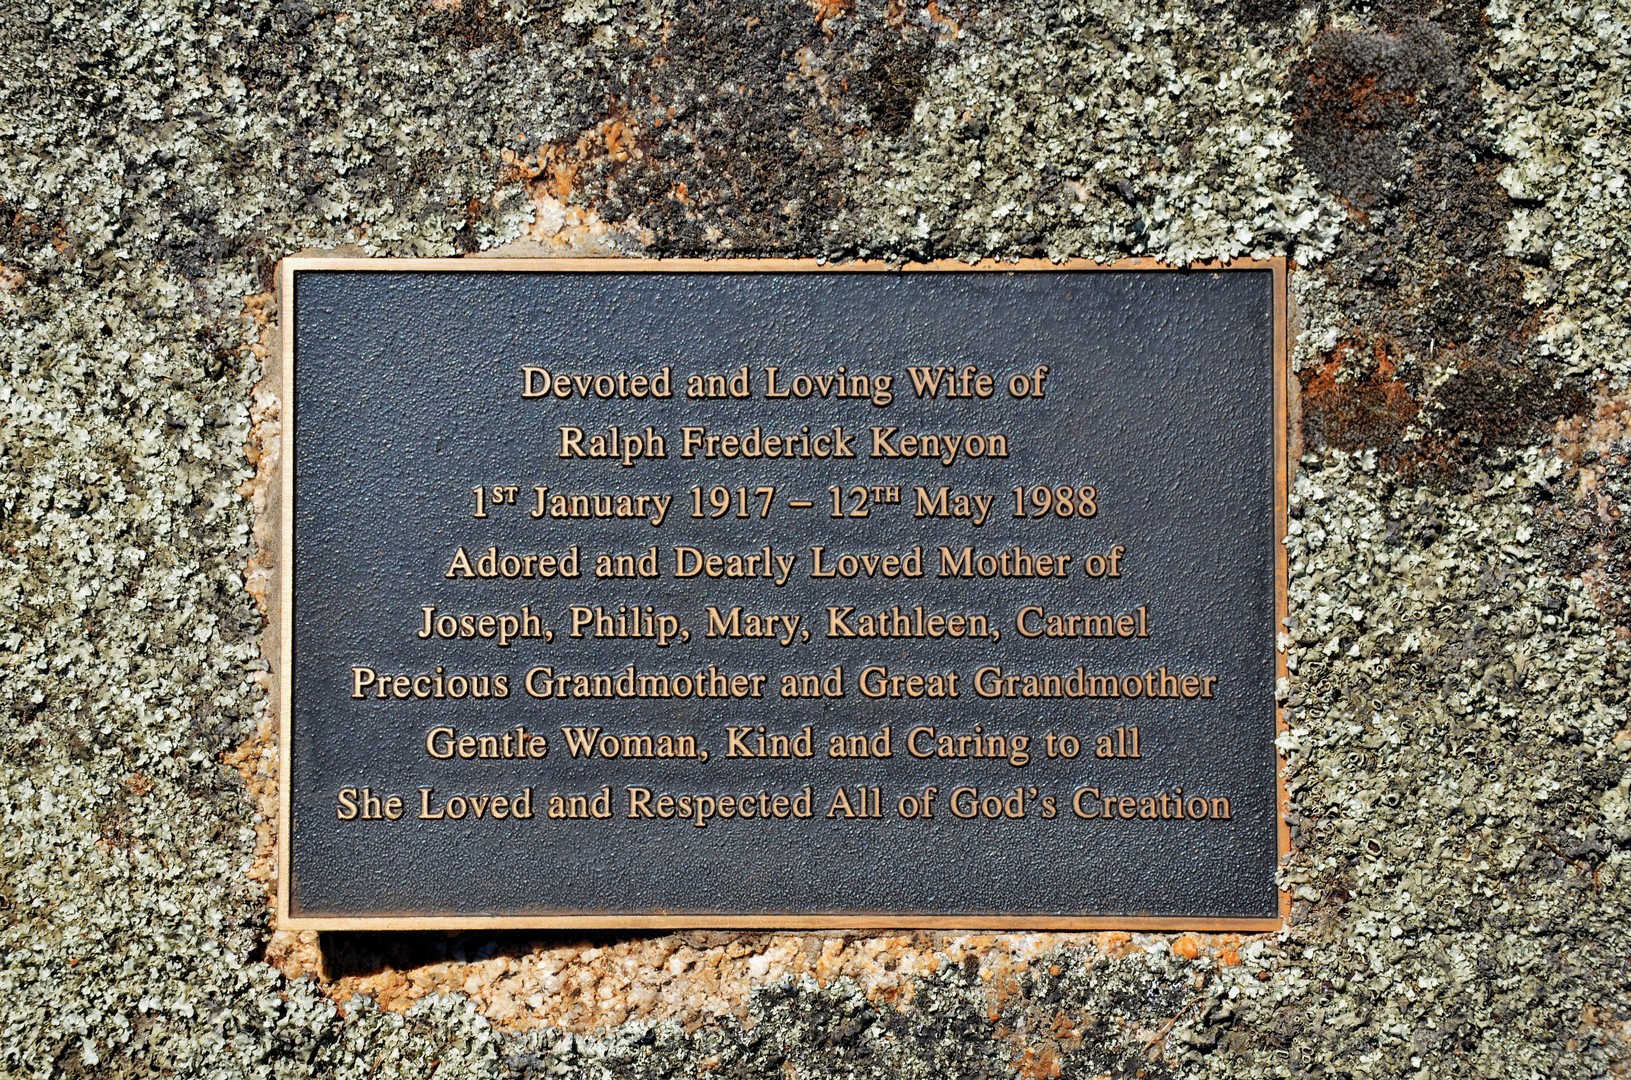 Devoted and Loving Wife of
Ralph Frederick Kenyon
1ST January 1917 – 12TH May 1988
Adored and Dearly Loved Mother of
Joseph, Philip, Mary, Kathleen, Carmel
Precious Grandmother and Great Grandmother
Gentle Woman, Kind and Caring to all
She Loved and Respected All of God's Creation